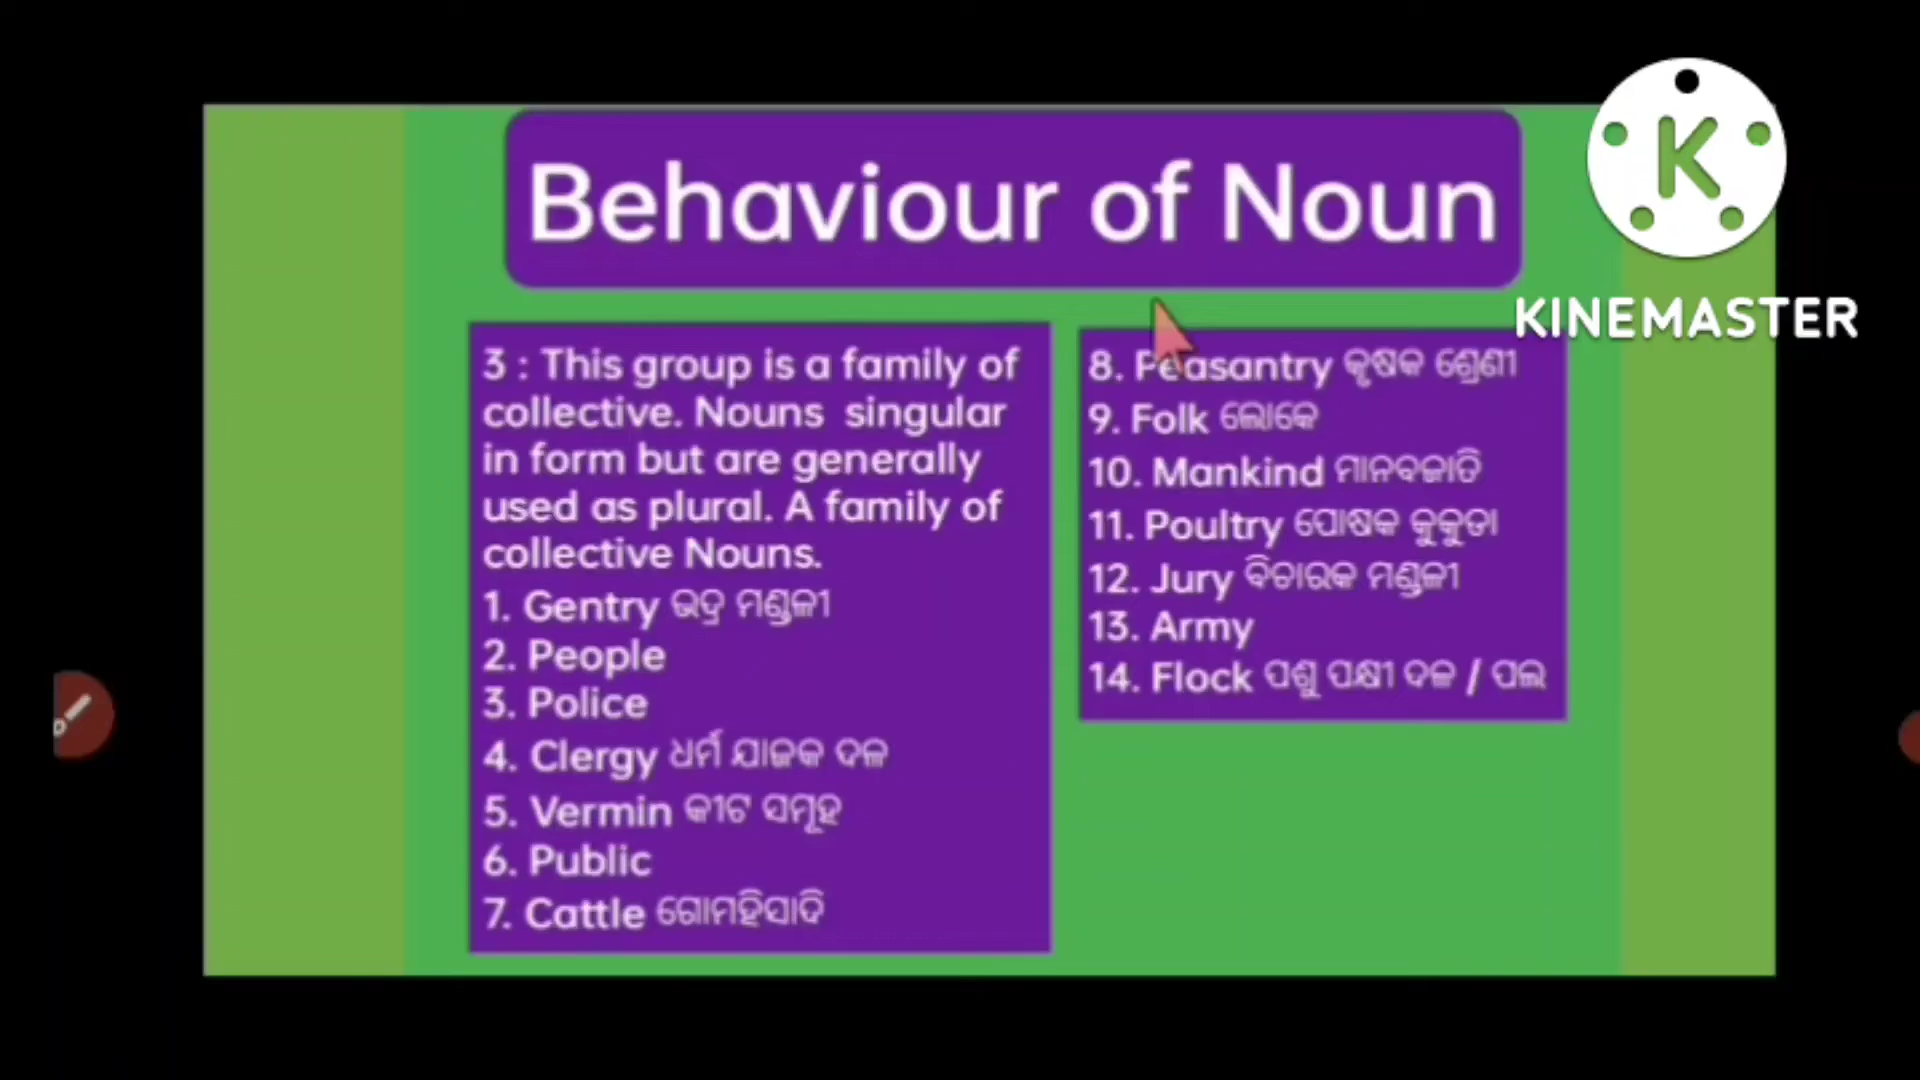 Behaviour of Noun
3 : This group is a family of
collective. Nouns singular
in form but are generally
used as plural. A family of
collective Nouns.
1. Gentry ଭଦ୍ର ମଣ୍ଡଳୀ
2. People
3. Police
4. Clergy ଧର୍ମ ଯାଜକ ଦଳ
5. Vermin କୀଟ ସମୂହ
6. Public
7. Cattle ଗୋମହିସାଦି
8. Peasantry କୃଷକ ଶ୍ରେଣୀ
9. Folk ଲୋକେ
10. Mankind ମାନବଜାତି
11. Poultry ପୋଷକ କୁକୁଡା
12. Jury ବିଚାରକ ମଣ୍ଡଳୀ
13. Army
14. Flock ପଶୁ ପକ୍ଷୀ ଦଳ / ପଲ
K
KINEMASTER